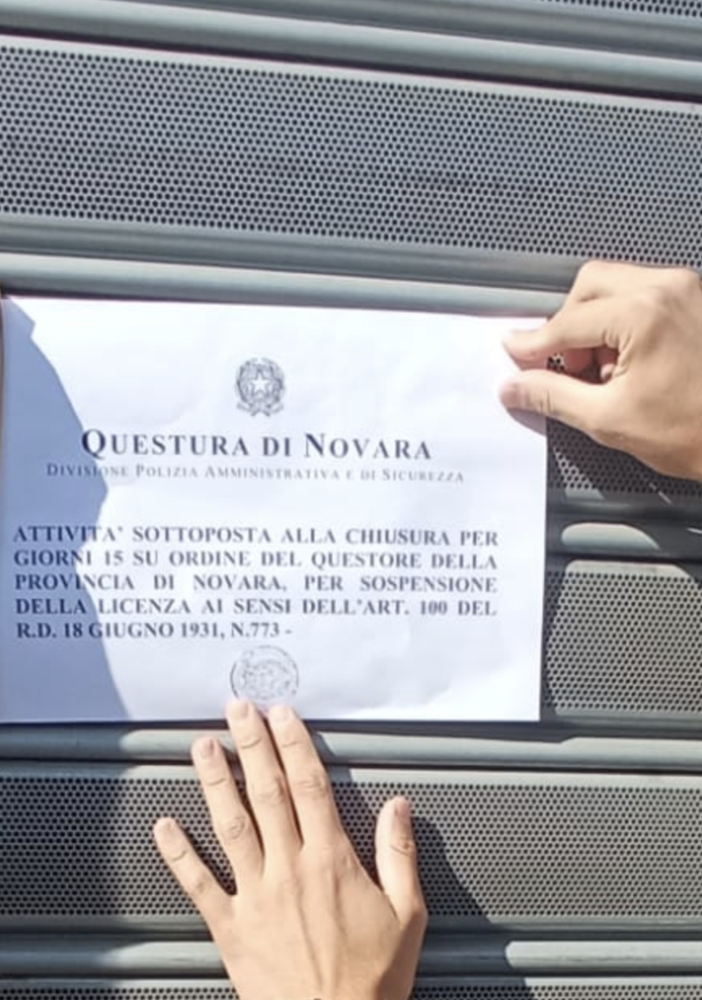 QUESTURA DI NOVARA
DIVISIONE POLIZIA AMMINISTRATIVA E DI SICUREZZA
ATTIVITA' SOTTOPOSTA ALLA CHIUSURA PER
GIORNI 15 SU ORDINE DEL QUESTORE DELLA
PROVINCIA DI NOVARA, PER SOSPENSIONE
DELLA LICENZA AI SENSI DELL'ART. 100 DEL
R.D. 18 GIUGNO 1931, N.773 -